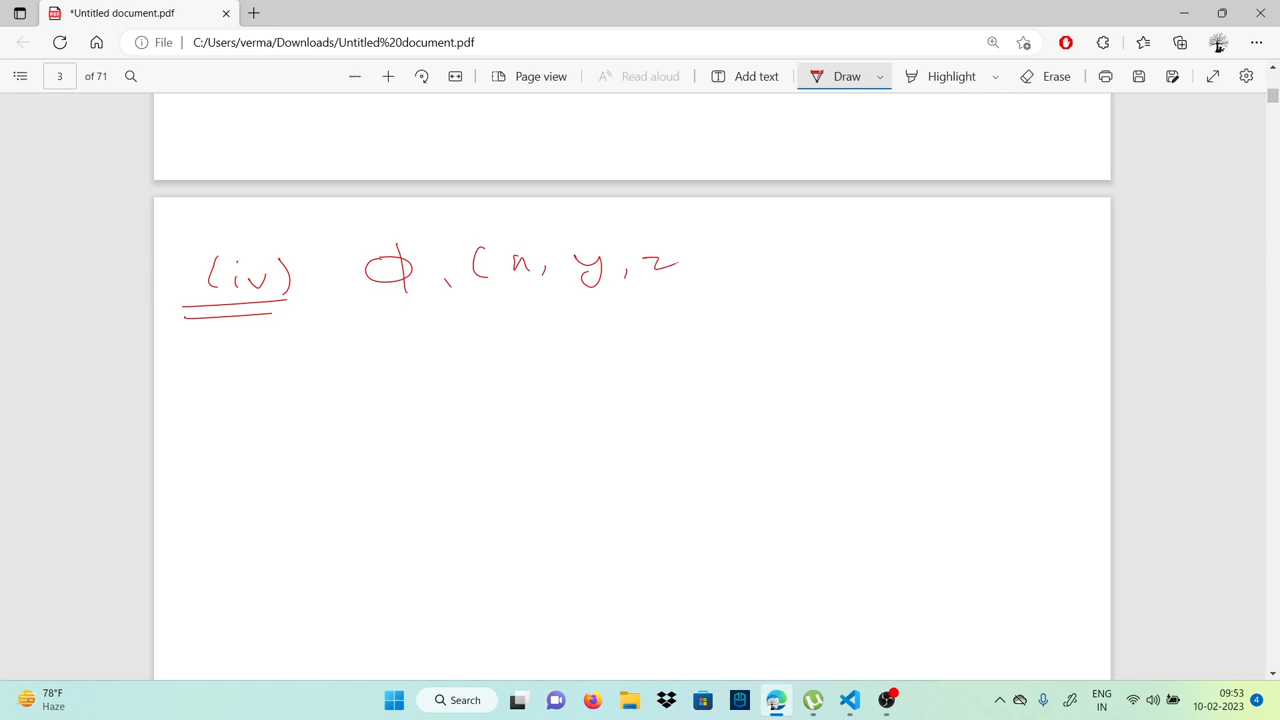 *Untitled document.pdf
File C:/Users/verma/Downloads/Untitled%20document.pdf
3 of 71 Page view Read aloud Add text Draw Highlight Erase
(iv) Φ, (x, y, z
78°F
Haze
Search
ENG
IN
09:53
10-02-2023
4